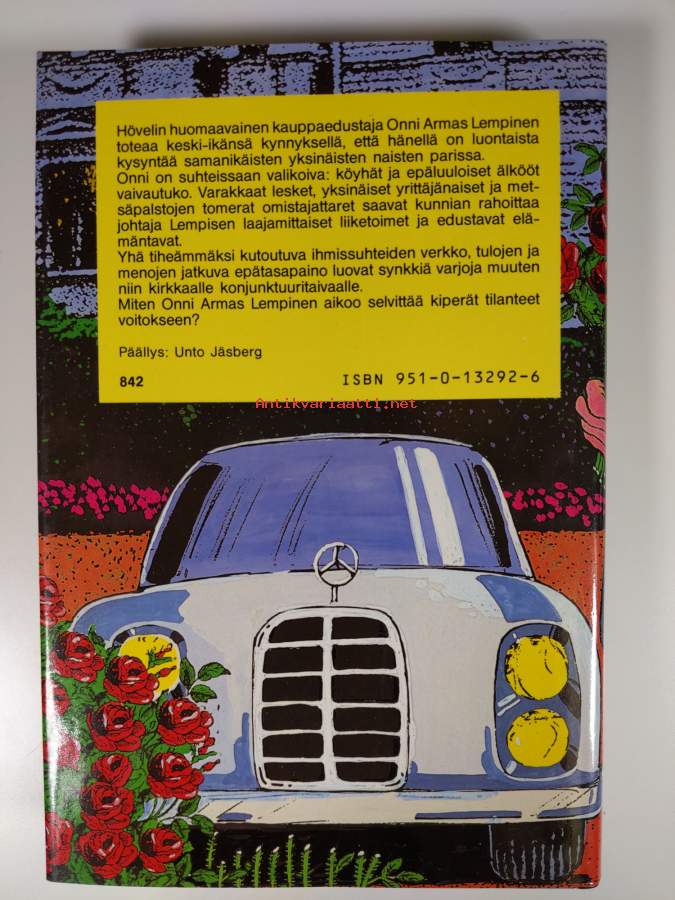 Hövelin huomaavainen kauppaedustaja Onni Armas Lempinen
toteaa keski-ikänsä kynnyksellä, että hänellä on luontaista
kysyntää samanikäisten yksinäisten naisten parissa.
Onni on suhteissaan valikoiva: köyhät ja epäluuloiset älkööt
vaivautuko. Varakkaat lesket, yksinäiset yrittäjänaiset ja met-
säpalstojen tomerat omistajattaret saavat kunnian rahoittaa
johtaja Lempisen laajamittaiset liiketoimet ja edustavat elä-
mäntavat.
Yhä tiheämmäksi kutoutuva ihmissuhteiden verkko, tulojen ja
menojen jatkuva epätasapaino luovat synkkiä varjoja muuten
niin kirkkaalle konjunktuuritaivaalle.
Miten Onni Armas Lempinen aikoo selvittää kiperät tilanteet
voitokseen?
Päällys: Unto Jäsberg
842 ISBN 951-0-13292-6
Antikvariaatti.net